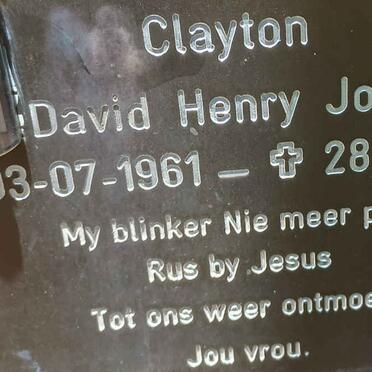 Clayton
David Henry Jo
03-07-1961 – ✝ 28
My blinker Nie meer p
Rus by Jesus
Tot ons weer ontmoe
Jou vrou.